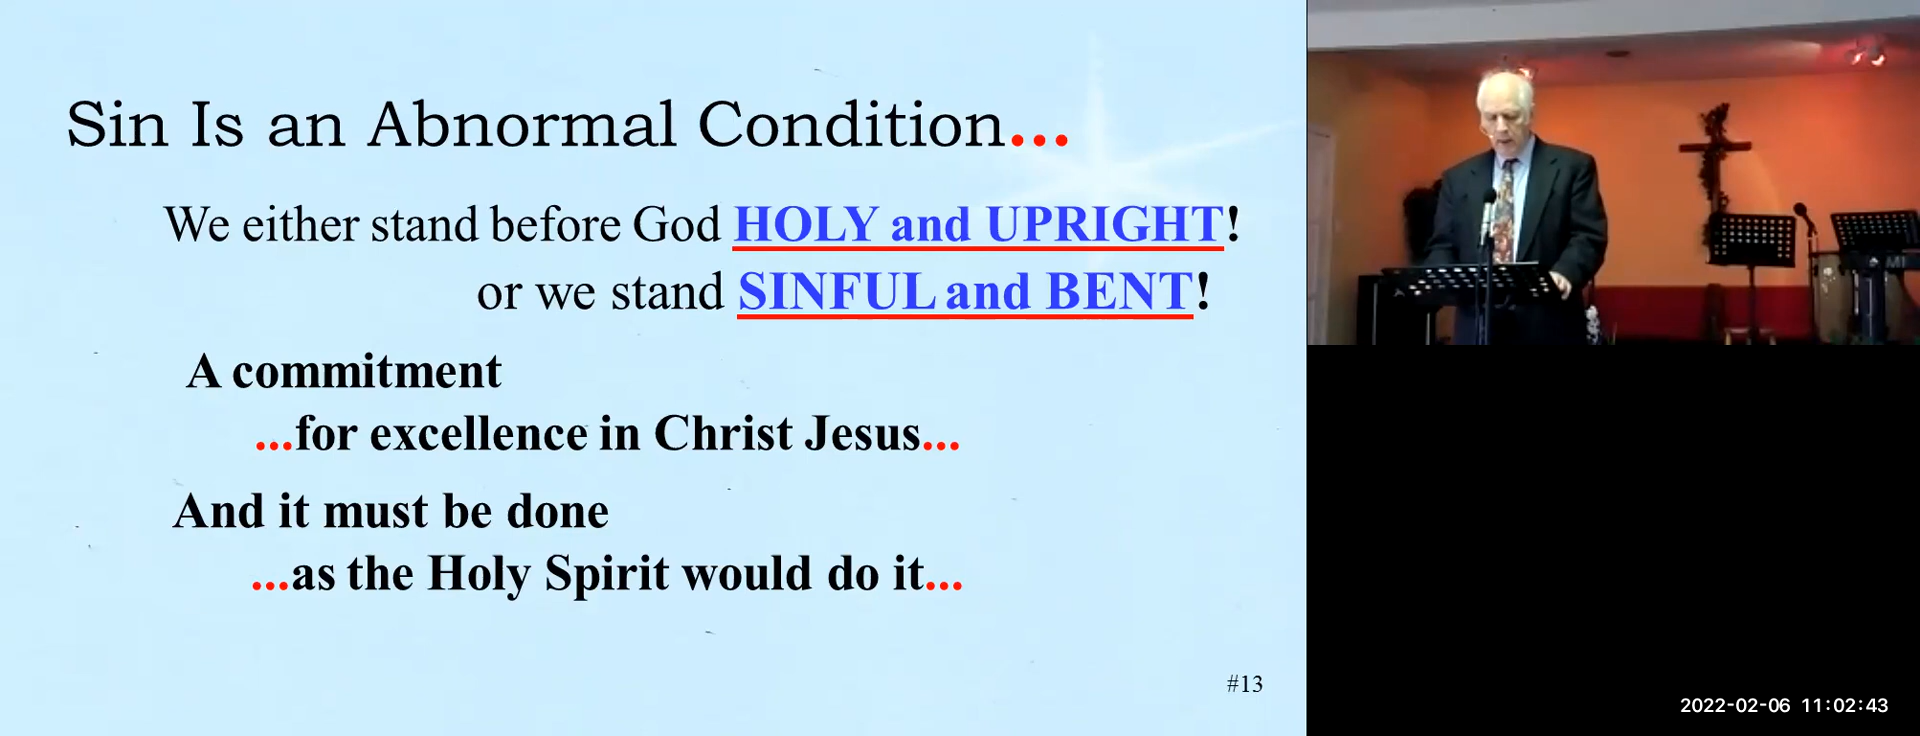 Sin Is an Abnormal Condition...
We either stand before God HOLY and UPRIGHT!
or we stand SINFUL and BENT!
A commitment
...for excellence in Christ Jesus...
And it must be done
...as the Holy Spirit would do it...
#13
2022-02-06 11:02:43